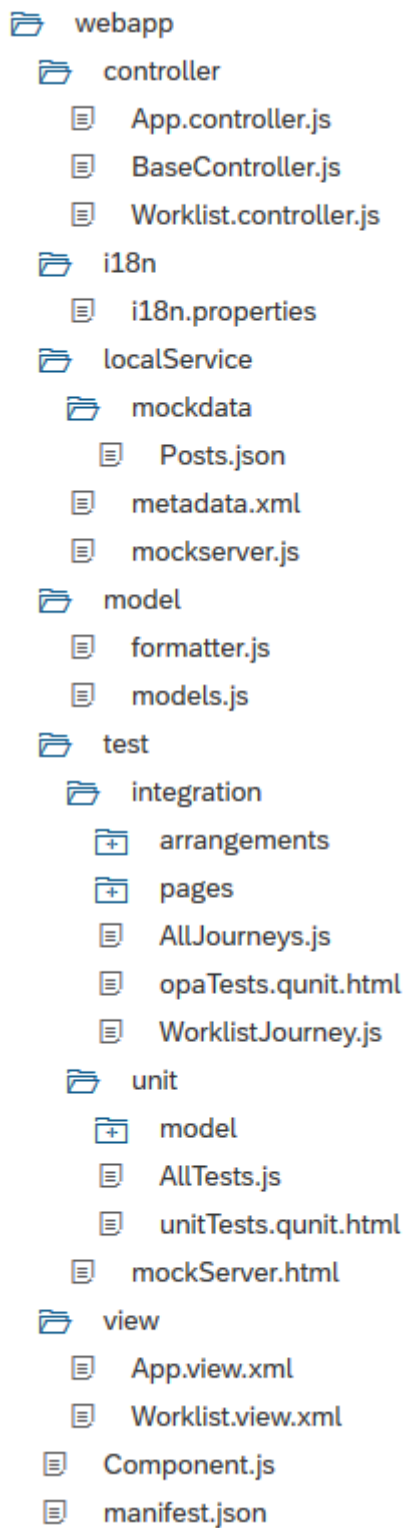 webapp
controller
App.controller.js
BaseController.js
Worklist.controller.js
i18n
i18n.properties
localService
mockdata
Posts.json
metadata.xml
mockserver.js
model
formatter.js
models.js
test
integration
arrangements
pages
AllJourneys.js
opaTests.qunit.html
WorklistJourney.js
unit
model
AllTests.js
unitTests.qunit.html
mockServer.html
view
App.view.xml
Worklist.view.xml
Component.js
manifest.json